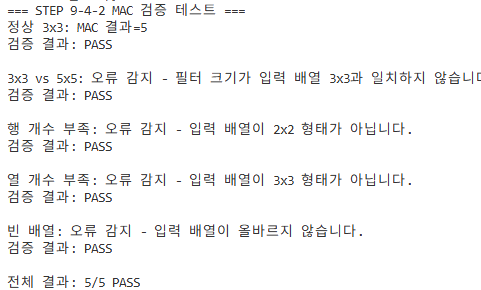 === STEP 9-4-2 MAC 검증 테스트 ===
정상 3x3: MAC 결과=5
검증 결과: PASS
3x3 vs 5x5: 오류 감지 - 필터 크기가 입력 배열 3x3과 일치하지 않습니
검증 결과: PASS
행 개수 부족: 오류 감지 - 입력 배열이 2x2 형태가 아닙니다.
검증 결과: PASS
열 개수 부족: 오류 감지 - 입력 배열이 3x3 형태가 아닙니다.
검증 결과: PASS
빈 배열: 오류 감지 - 입력 배열이 올바르지 않습니다.
검증 결과: PASS
전체 결과: 5/5 PASS